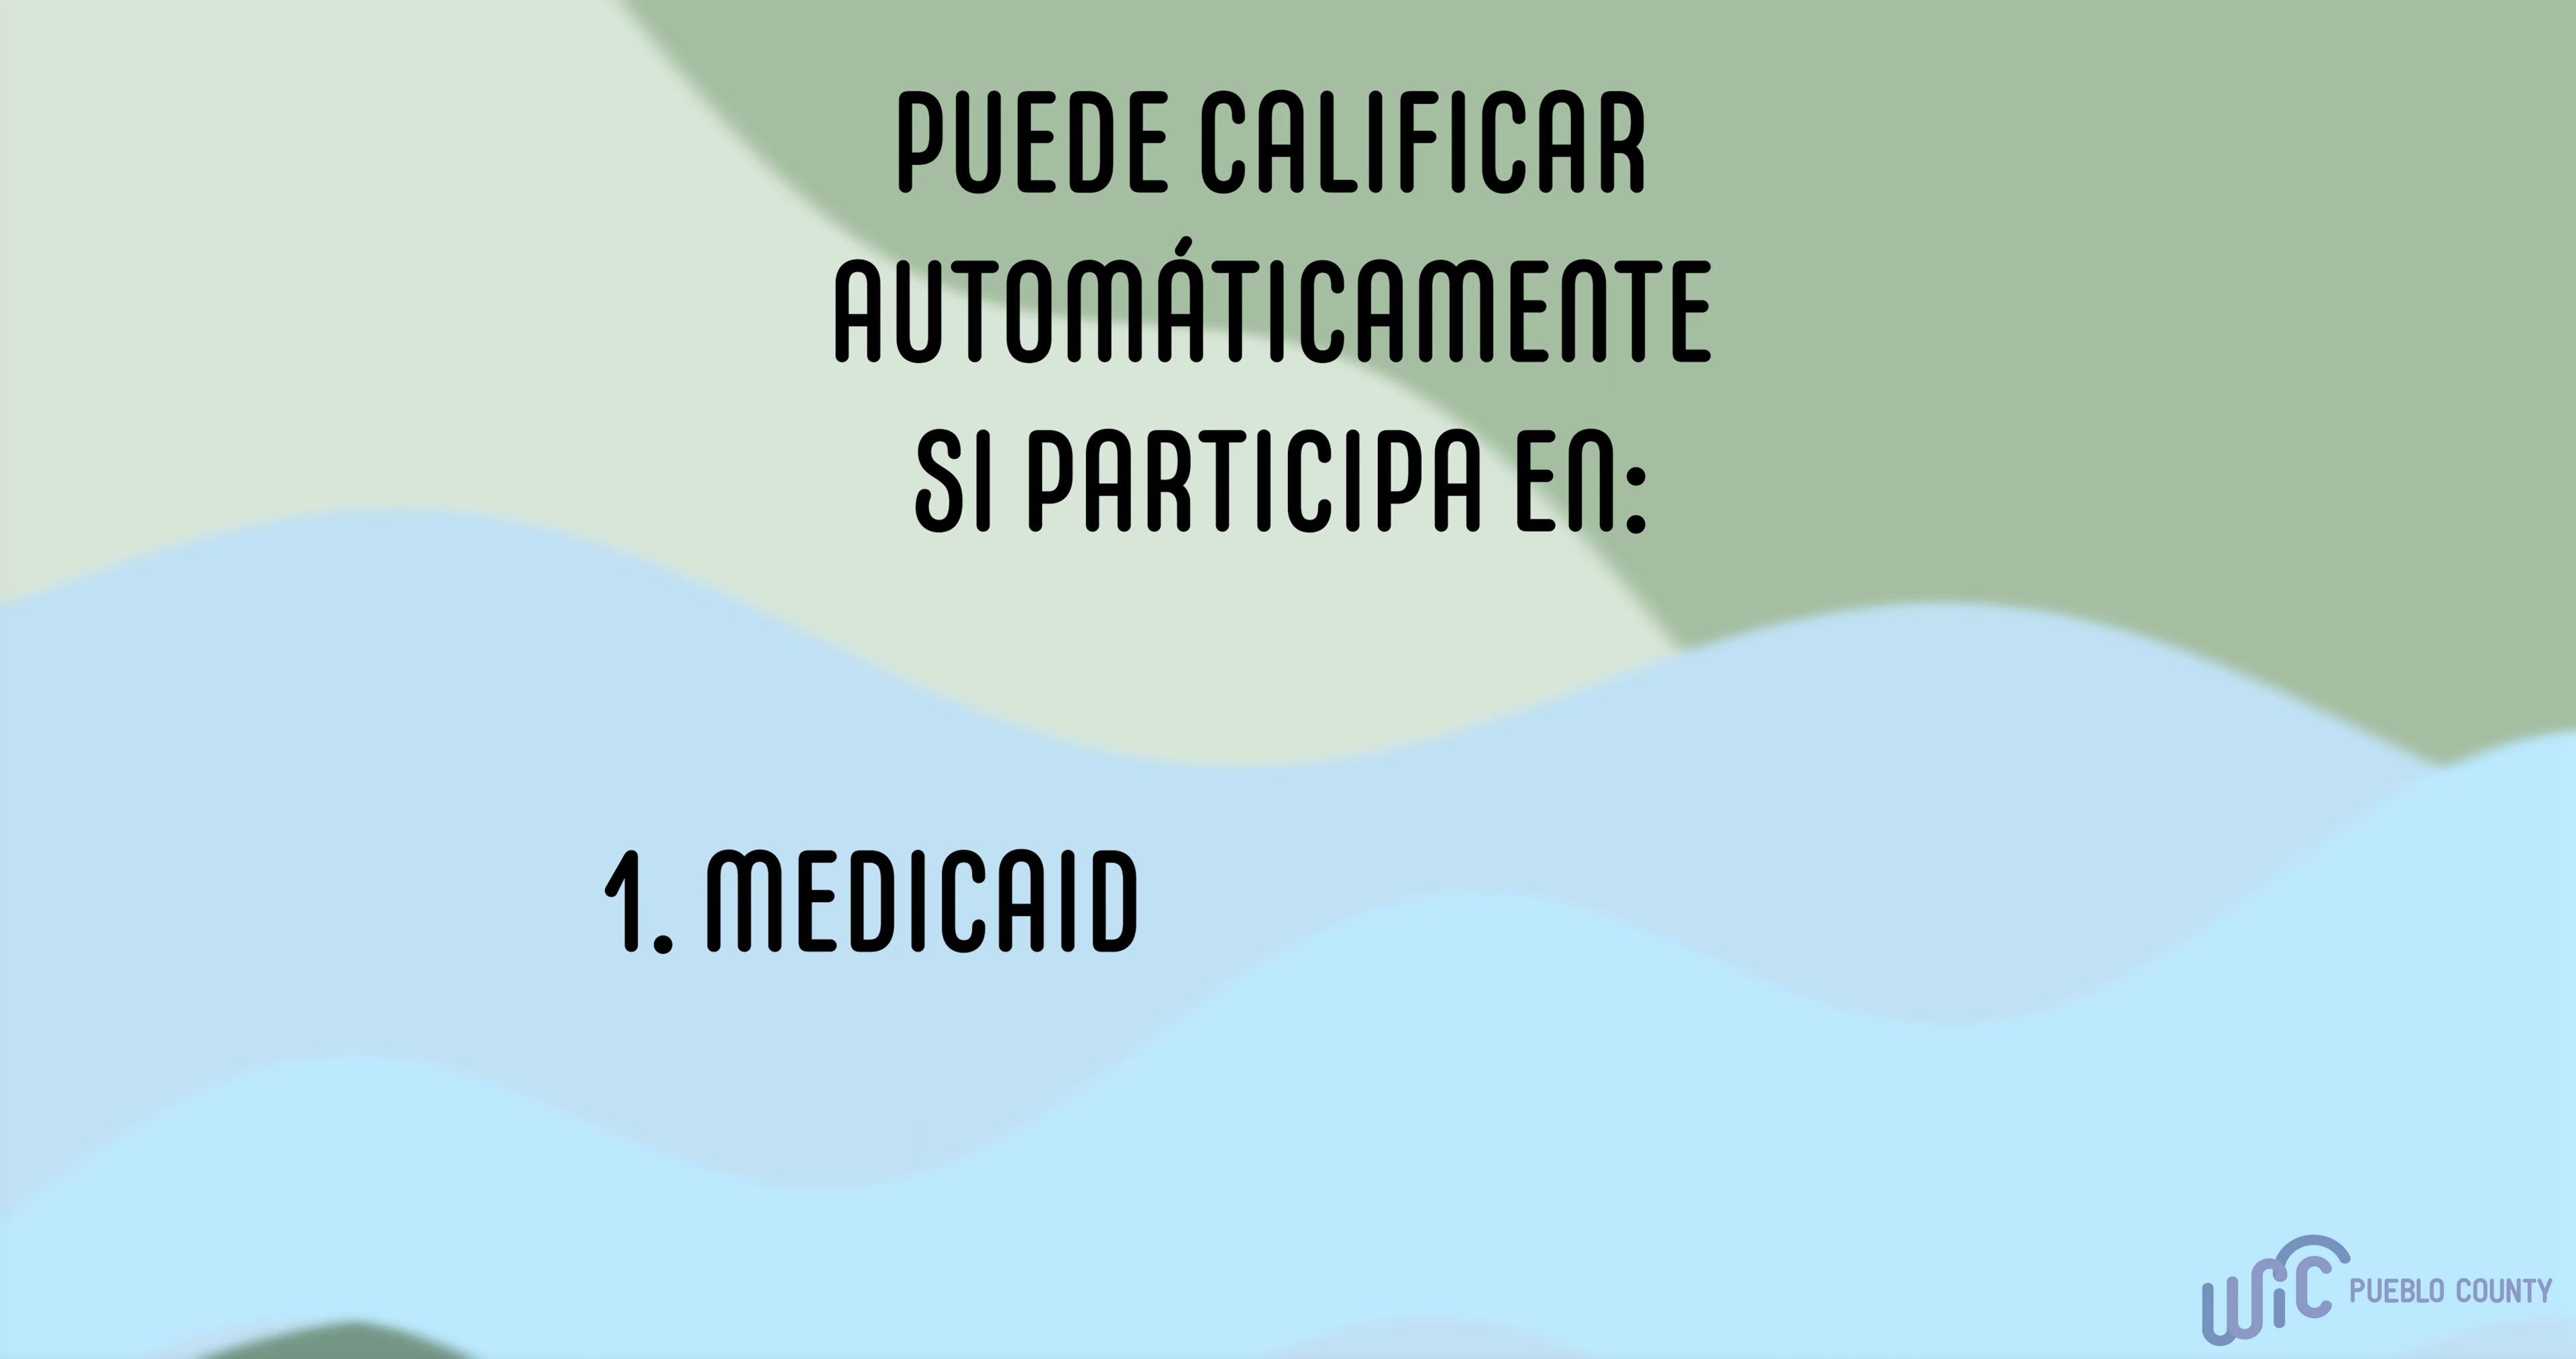 PUEDE CALIFICAR
AUTOMÁTICAMENTE
SI PARTICIPA EN:
1. MEDICAID
WIC PUEBLO COUNTY